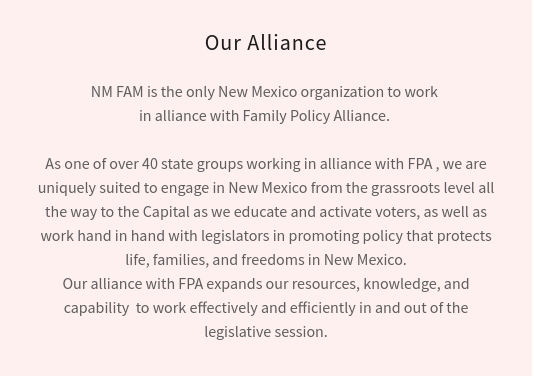 Our Alliance
NM FAM is the only New Mexico organization to work
in alliance with Family Policy Alliance.
As one of over 40 state groups working in alliance with FPA , we are
uniquely suited to engage in New Mexico from the grassroots level all
the way to the Capital as we educate and activate voters, as well as
work hand in hand with legislators in promoting policy that protects
life, families, and freedoms in New Mexico.
Our alliance with FPA expands our resources, knowledge, and
capability  to work effectively and efficiently in and out of the
legislative session.